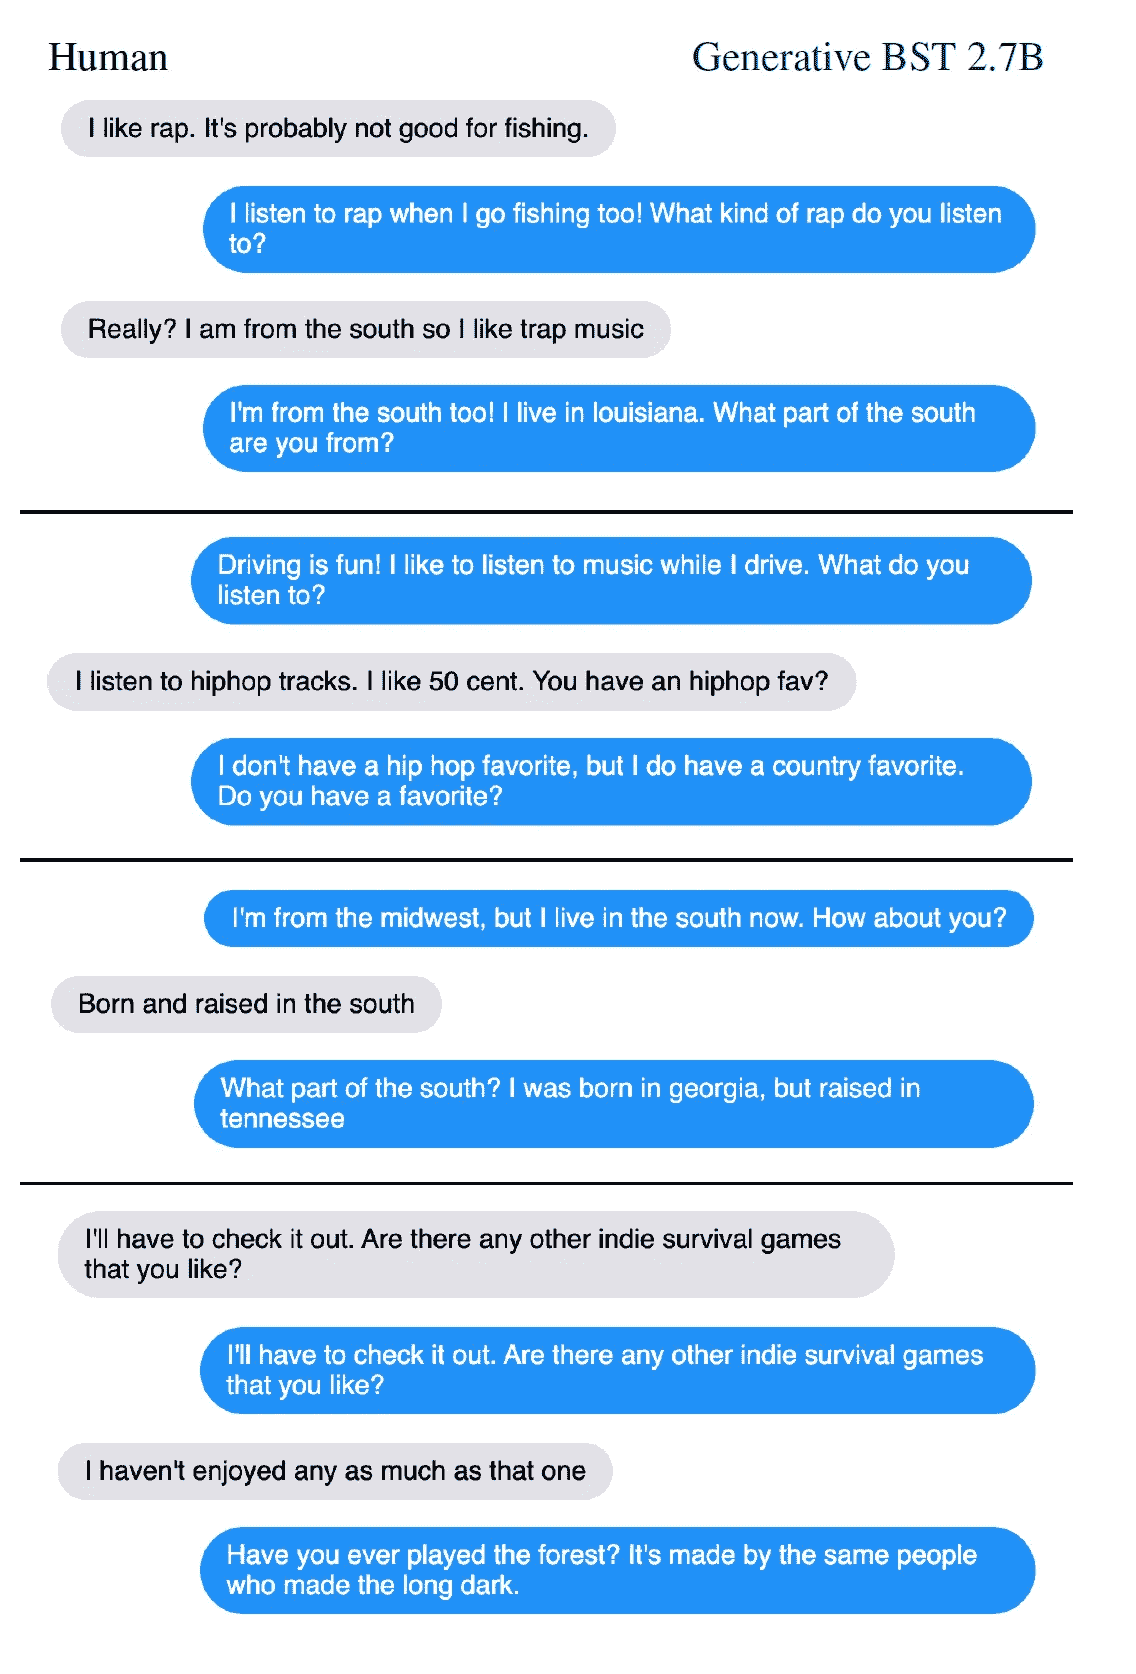 Human
Generative BST 2.7B
I like rap. It's probably not good for fishing.
I listen to rap when I go fishing too! What kind of rap do you listen
to?
Really? I am from the south so I like trap music
I'm from the south too! I live in louisiana. What part of the south
are you from?
Driving is fun! I like to listen to music while I drive. What do you
listen to?
I listen to hiphop tracks. I like 50 cent. You have an hiphop fav?
I don't have a hip hop favorite, but I do have a country favorite.
Do you have a favorite?
I'm from the midwest, but I live in the south now. How about you?
Born and raised in the south
What part of the south? I was born in georgia, but raised in
tennessee
I'll have to check it out. Are there any other indie survival games
that you like?
I'll have to check it out. Are there any other indie survival games
that you like?
I haven't enjoyed any as much as that one
Have you ever played the forest? It's made by the same people
who made the long dark.